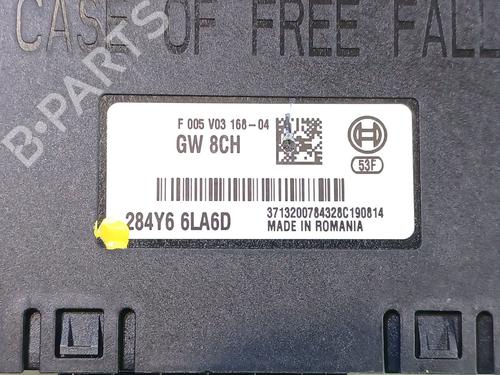 CASE OF FREE FALL
B-PARTS
F 005 V03 168-04
GW 8CH
53F
284Y6 6LA6D
3713200784328C190814
MADE IN ROMANIA